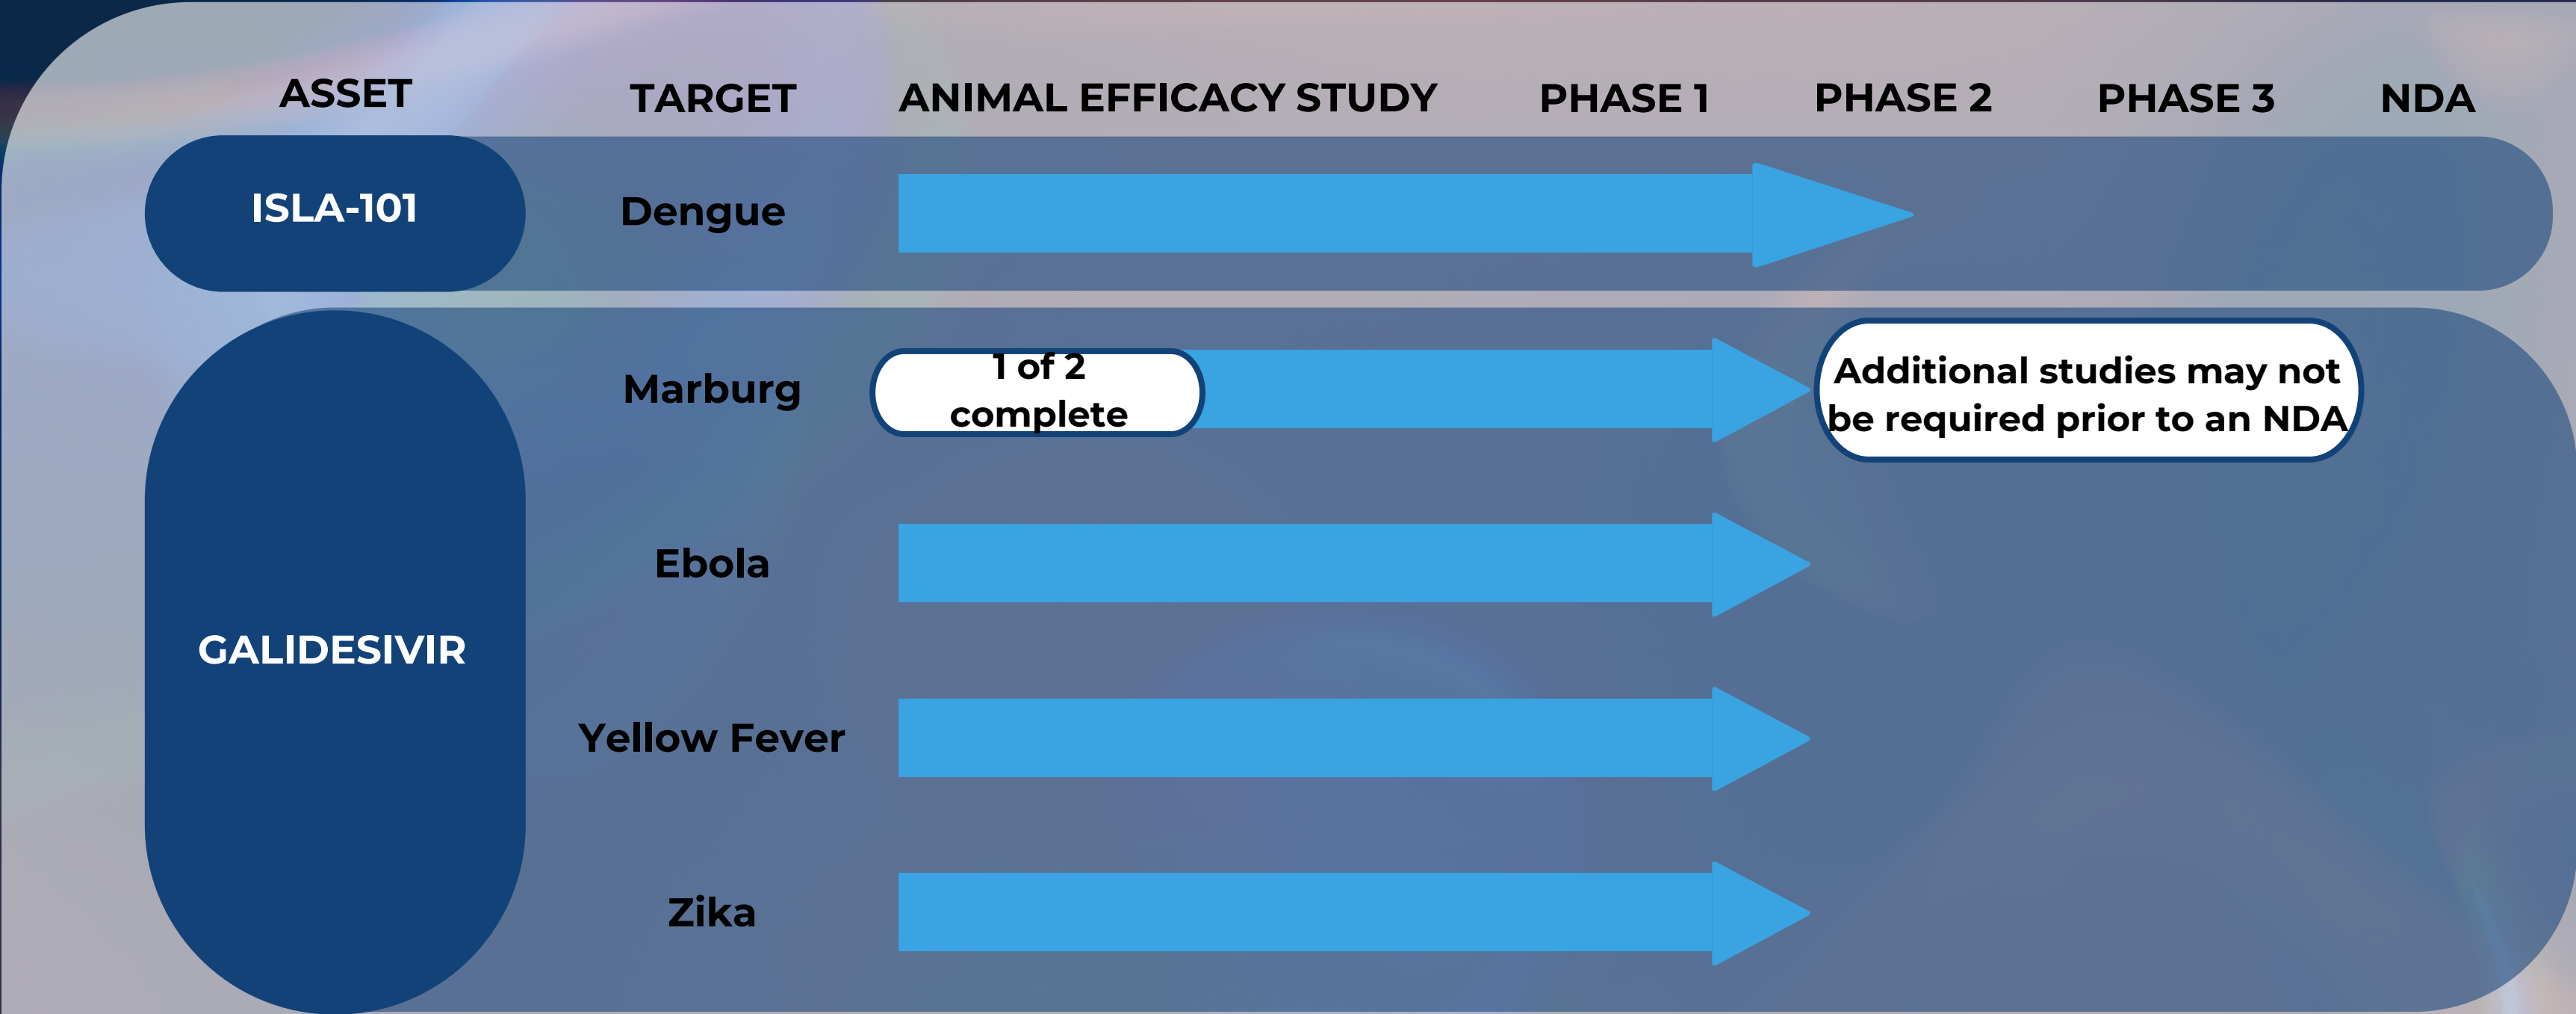 ASSET TARGET ANIMAL EFFICACY STUDY PHASE 1 PHASE 2 PHASE 3 NDA
ISLA-101 Dengue
Marburg
1 of 2
complete
Additional studies may not
be required prior to an NDA
Ebola
GALIDESIVIR
Yellow Fever
Zika